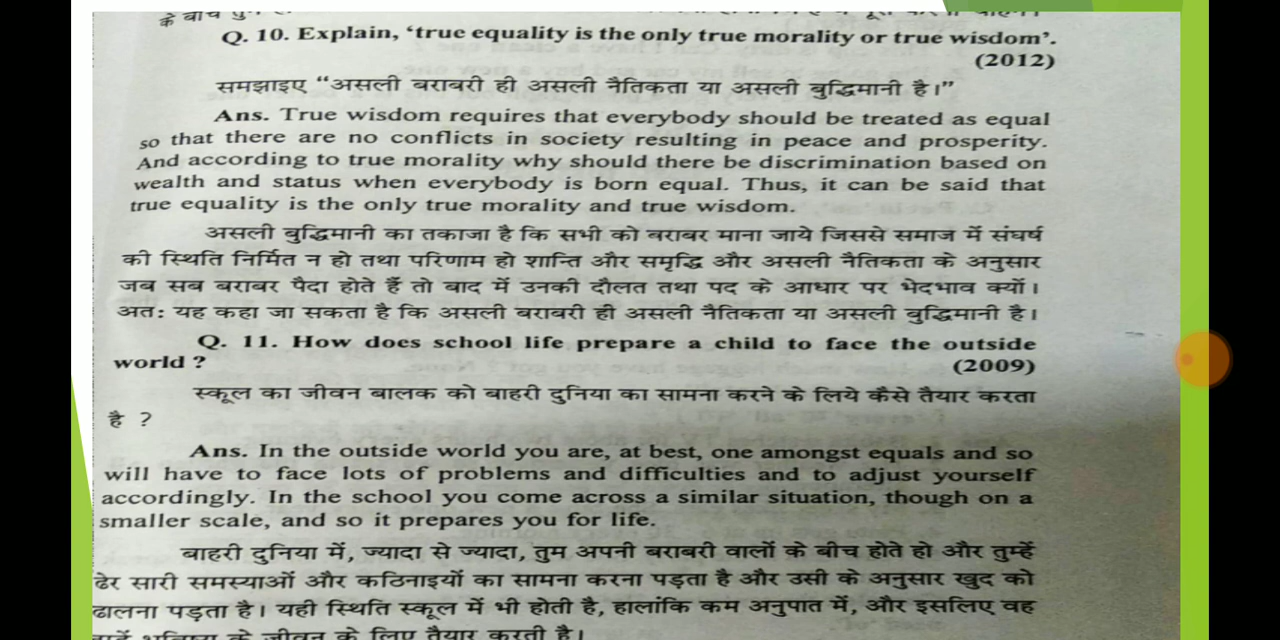 के बीच
Q. 10. Explain, ‘true equality is the only true morality or true wisdom’.
(2012)
समझाइए “असली बराबरी ही असली नैतिकता या असली बुद्धिमानी है।”
Ans. True wisdom requires that everybody should be treated as equal
so that there are no conflicts in society resulting in peace and prosperity.
And according to true morality why should there be discrimination based on
wealth and status when everybody is born equal. Thus, it can be said that
true equality is the only true morality and true wisdom.
असली बुद्धिमानी का तकाजा है कि सभी को बराबर माना जाये जिससे समाज में संघर्ष
की स्थिति निर्मित न हो तथा परिणाम हो शान्ति और समृद्धि और असली नैतिकता के अनुसार
जब सब बराबर पैदा होते हैं तो बाद में उनकी दौलत तथा पद के आधार पर भेदभाव क्यों।
अतः यह कहा जा सकता है कि असली बराबरी ही असली नैतिकता या असली बुद्धिमानी है।
Q. 11. How does school life prepare a child to face the outside
world ? (2009)
स्कूल का जीवन बालक को बाहरी दुनिया का सामना करने के लिये कैसे तैयार करता
है ?
Ans. In the outside world you are, at best, one amongst equals and so
will have to face lots of problems and difficulties and to adjust yourself
accordingly. In the school you come across a similar situation, though on a
smaller scale, and so it prepares you for life.
बाहरी दुनिया में, ज्यादा से ज्यादा, तुम अपनी बराबरी वालों के बीच होते हो और तुम्हें
ढेर सारी समस्याओं और कठिनाइयों का सामना करना पड़ता है और उसी के अनुसार खुद को
ढालना पड़ता है। यही स्थिति स्कूल में भी होती है, हालांकि कम अनुपात में, और इसलिए वह
के जीवन के लिए तैयार करती है।